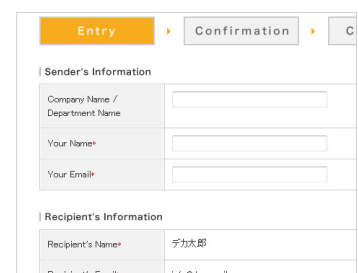 Entry
Confirmation
C
Sender's Information
Company Name /
Department Name
Your Name*
Your Email*
Recipient's Information
Recipient's Name*
デカ太郎